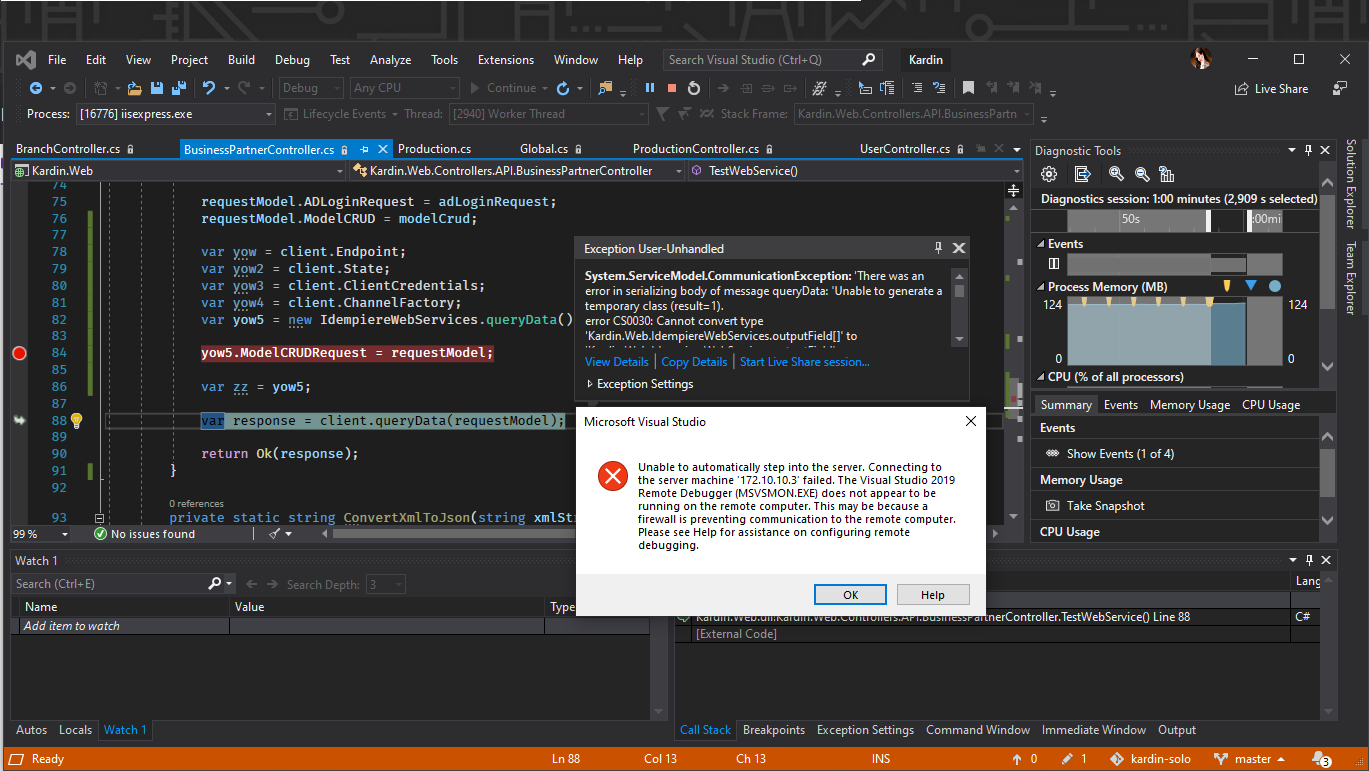 File Edit View Project Build Debug Test Analyze Tools Extensions Window Help Search Visual Studio (Ctrl+Q) Kardin
Debug Any CPU Continue Live Share
Process: [16776] iisexpress.exe Lifecycle Events Thread: [2940] Worker Thread Stack Frame: Kardin.Web.Controllers.API.BusinessPartn
BranchController.cs BusinessPartnerController.cs Production.cs Global.cs ProductionController.cs UserController.cs
Kardin.Web Kardin.Web.Controllers.API.BusinessPartnerController TestWebService()
74
75 requestModel.ADLoginRequest = adLoginRequest;
76 requestModel.ModelCRUD = modelCrud;
77
78 var yow = client.Endpoint;
79 var yow2 = client.State;
80 var yow3 = client.ClientCredentials;
81 var yow4 = client.ChannelFactory;
82 var yow5 = new IdempiereWebServices.queryData()
83
84 yow5.ModelCRUDRequest = requestModel;
85
86 var zz = yow5;
87
88 var response = client.queryData(requestModel);
89
90 return Ok(response);
91 }
92
0 references
93 private static string ConvertXmlToJson(string xmlStr
99 % No issues found
Exception User-Unhandled
System.ServiceModel.CommunicationException: 'There was an
error in serializing body of message queryData: 'Unable to generate a
temporary class (result=1).
error CS0030: Cannot convert type
'Kardin.Web.IdempiereWebServices.outputField[]' to
View Details Copy Details Start Live Share session...
Exception Settings
Microsoft Visual Studio
Unable to automatically step into the server. Connecting to
the server machine '172.10.10.3' failed. The Visual Studio 2019
Remote Debugger (MSVSMON.EXE) does not appear to be
running on the remote computer. This may be because a
firewall is preventing communication to the remote computer.
Please see Help for assistance on configuring remote
debugging.
OK Help
Diagnostic Tools
Diagnostics session: 1:00 minutes (2,909 s selected)
50s :00mi
Events
Process Memory (MB)
124 124
0 0
CPU (% of all processors)
Summary Events Memory Usage CPU Usage
Events
Show Events (1 of 4)
Memory Usage
Take Snapshot
CPU Usage
Solution Explorer
Team Explorer
Watch 1
Search (Ctrl+E) Search Depth: 3
Name Value Type
Add item to watch
Lang
Kardin.Web.dll!Kardin.Web.Controllers.API.BusinessPartnerController.TestWebService() Line 88 C#
[External Code]
Autos Locals Watch 1
Call Stack Breakpoints Exception Settings Command Window Immediate Window Output
Ready Ln 88 Col 13 Ch 13 INS 0 1 kardin-solo master 3